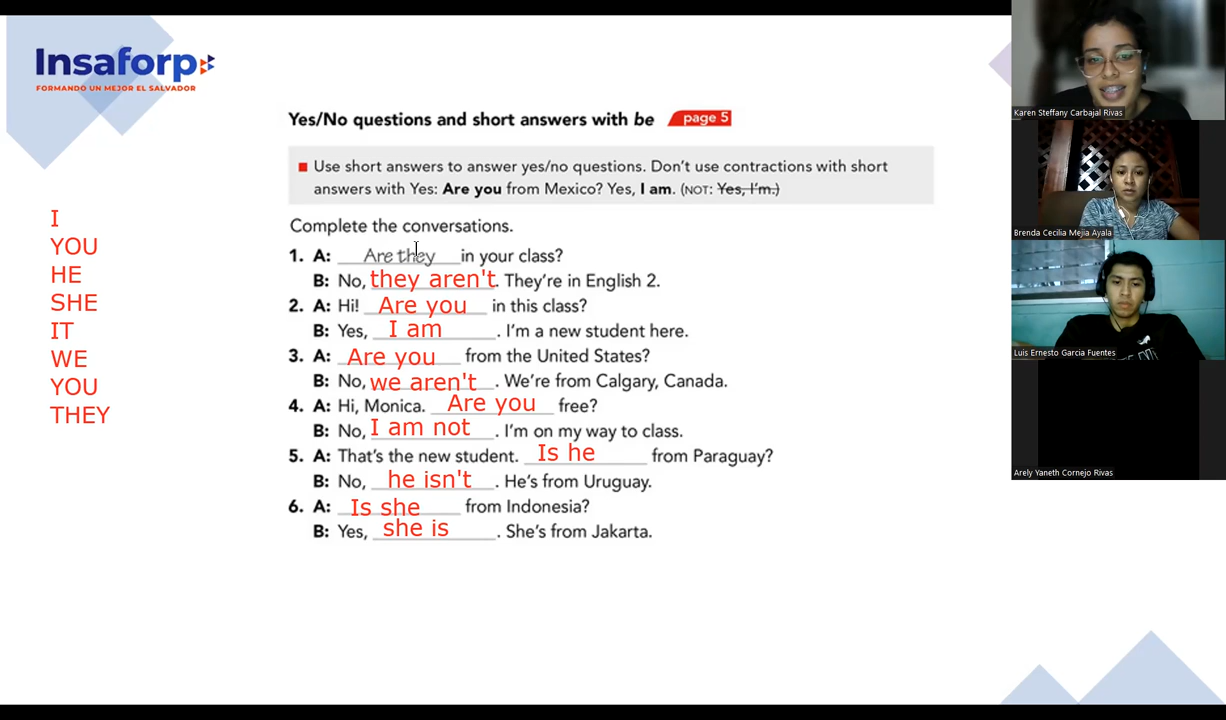 Insaforp
FORMANDO UN MEJOR EL SALVADOR
Yes/No questions and short answers with be page 5
Use short answers to answer yes/no questions. Don't use contractions with short
answers with Yes: Are you from Mexico? Yes, I am. (NOT: Yes, I'm.)
I
YOU
HE
SHE
IT
WE
YOU
THEY
Complete the conversations.
1. A: Are they in your class?
B: No, they aren't. They're in English 2.
2. A: Hi! Are you in this class?
B: Yes, I am. I'm a new student here.
3. A: Are you from the United States?
B: No, we aren't. We're from Calgary, Canada.
4. A: Hi, Monica. Are you free?
B: No, I am not. I'm on my way to class.
5. A: That's the new student. Is he from Paraguay?
B: No, he isn't. He's from Uruguay.
6. A: Is she from Indonesia?
B: Yes, she is. She's from Jakarta.
Karen Steffany Carbajal Rivas
Brenda Cecilia Mejia Ayala
Luis Ernesto Garcia Fuentes
Arely Yaneth Cornejo Rivas